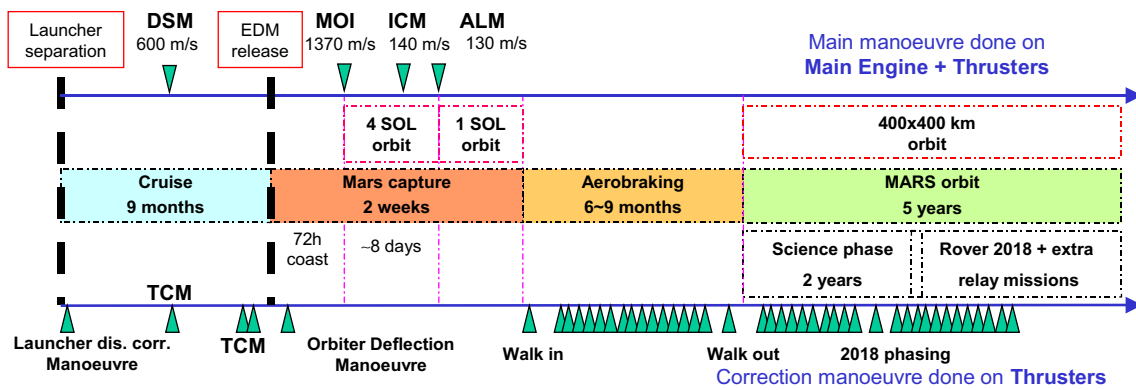 Launcher
separation
DSM
600 m/s
EDM
release
MOI
1370 m/s
ICM
140 m/s
ALM
130 m/s
Main manoeuvre done on
Main Engine + Thrusters
4 SOL
orbit
1 SOL
orbit
400x400 km
orbit
Cruise
9 months
Mars capture
2 weeks
Aerobraking
6~9 months
MARS orbit
5 years
72h
coast
~8 days
Science phase
2 years
Rover 2018 + extra
relay missions
TCM
Launcher dis. corr.
Manoeuvre
TCM
Orbiter Deflection
Manoeuvre
Walk in
Walk out
2018 phasing
Correction manoeuvre done on Thrusters